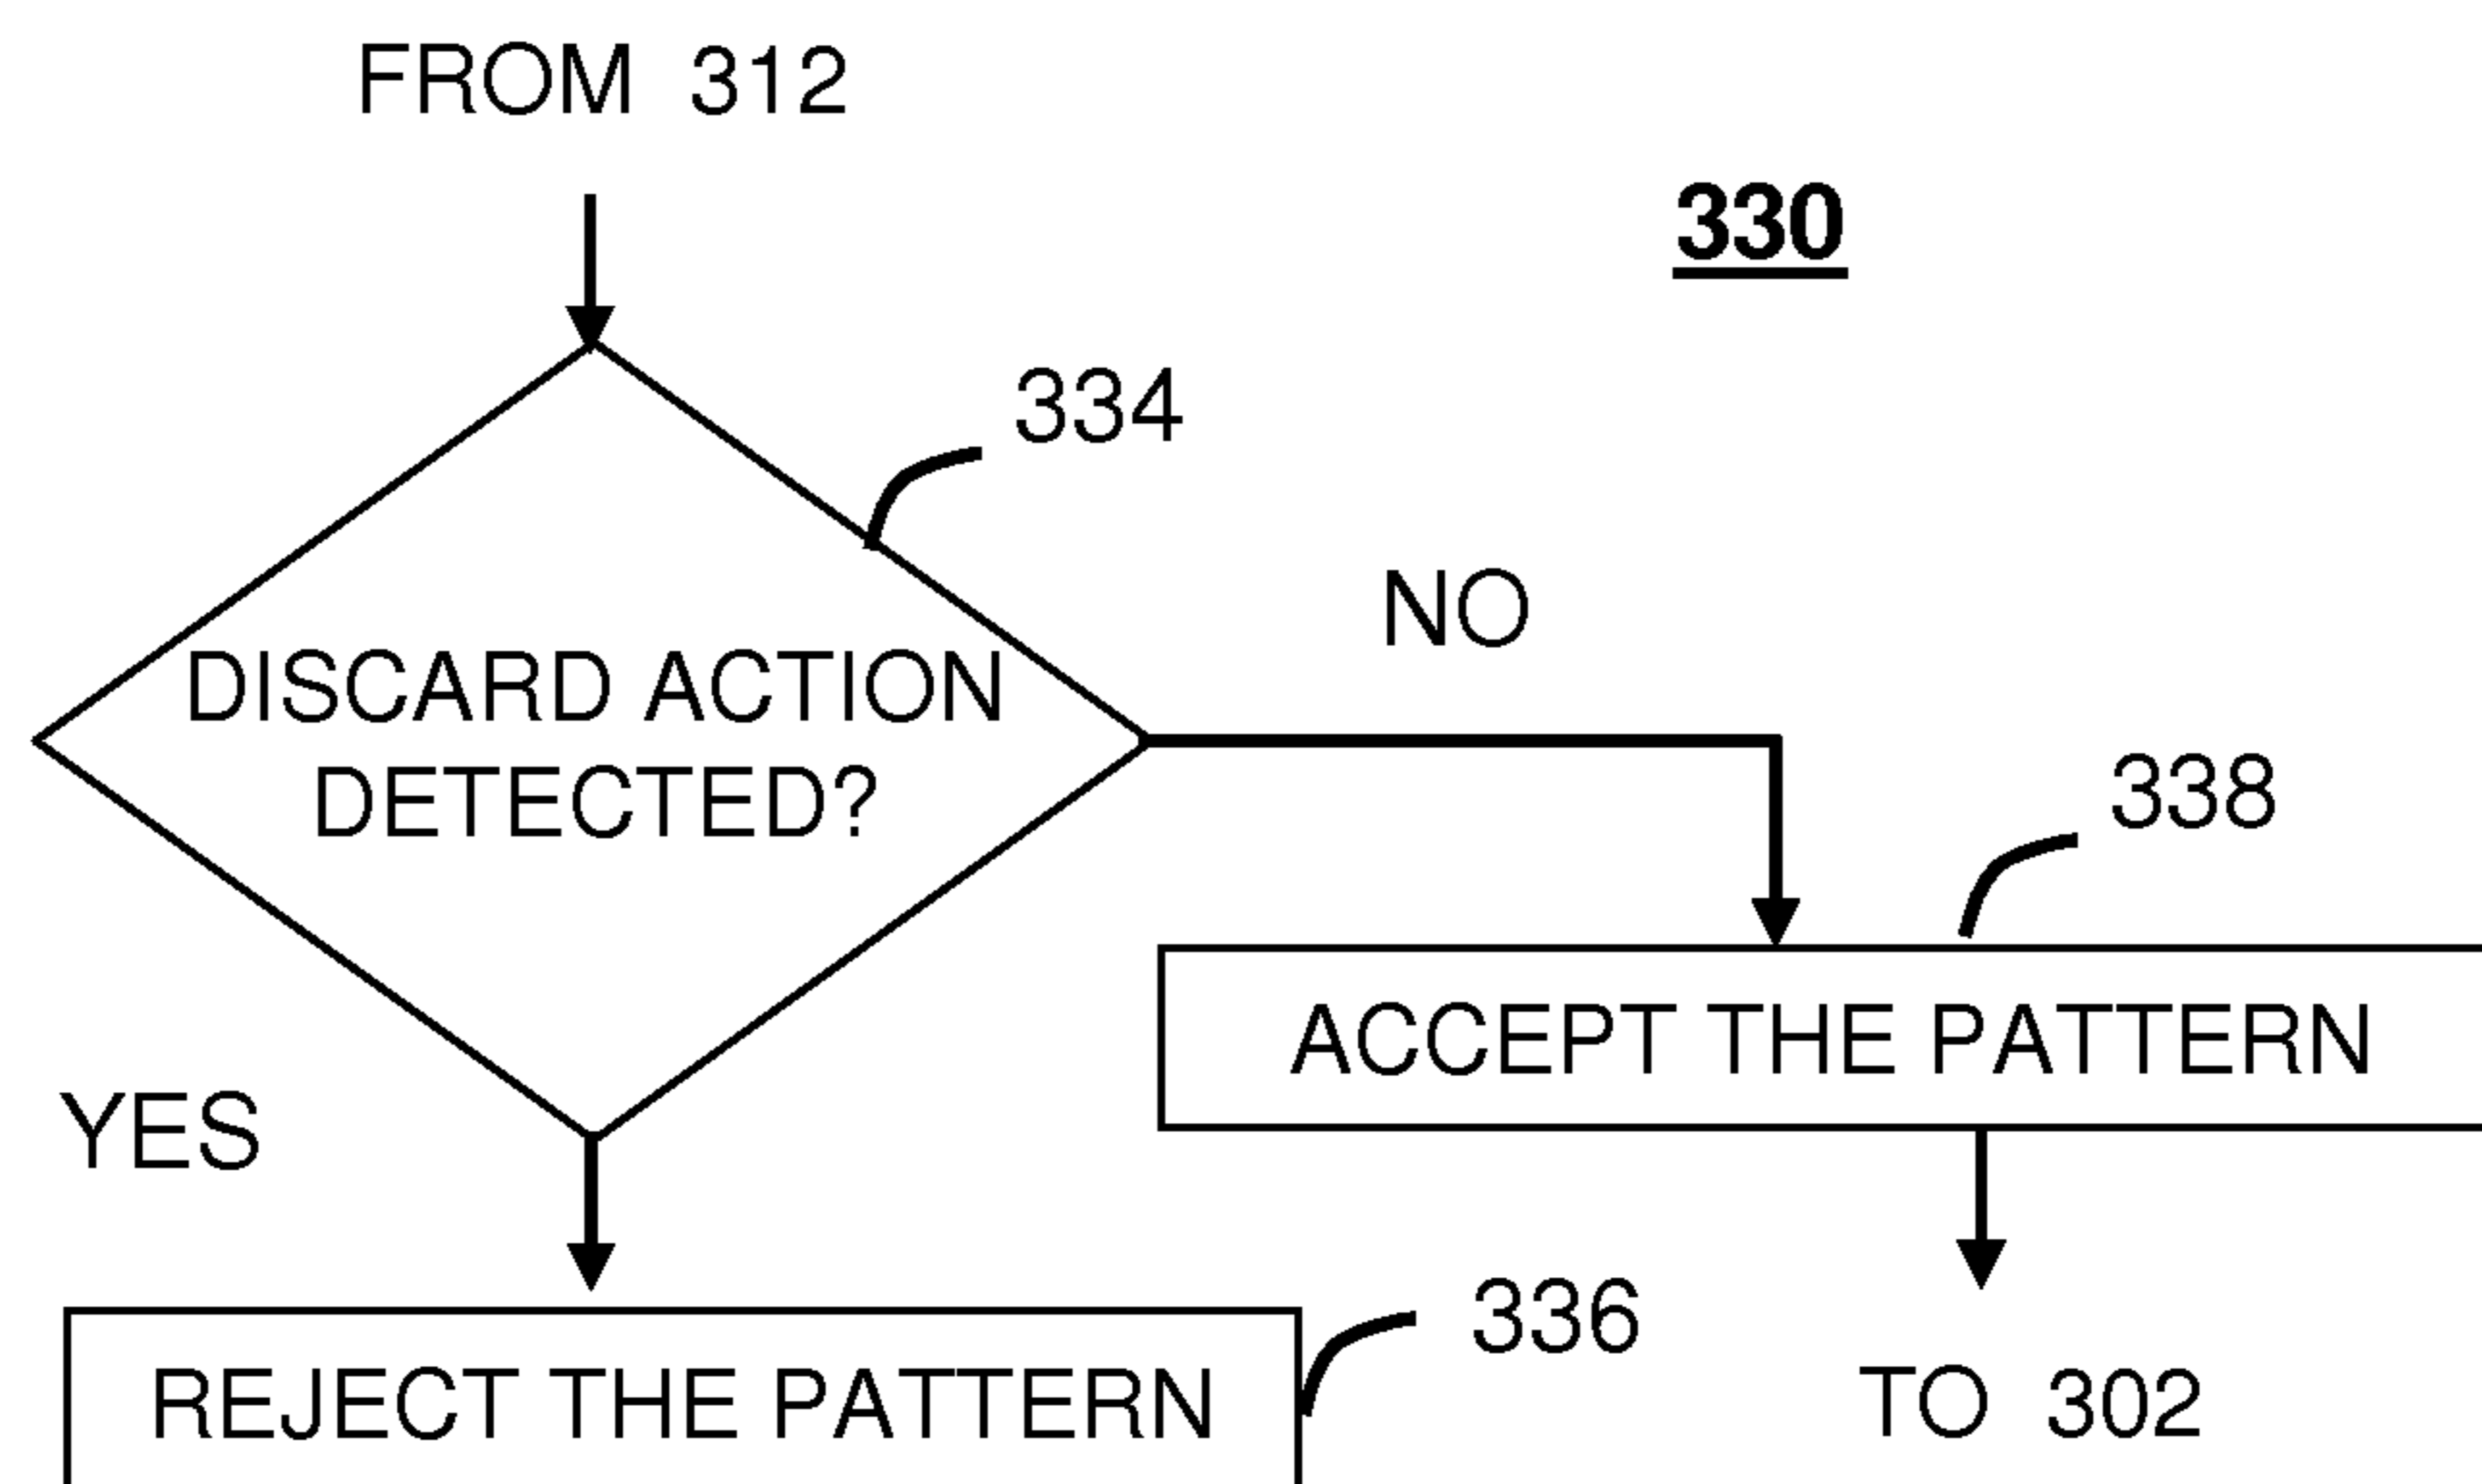 FROM 312
330
334
DISCARD ACTION
DETECTED?
NO
338
ACCEPT THE PATTERN
YES
336
REJECT THE PATTERN
TO 302